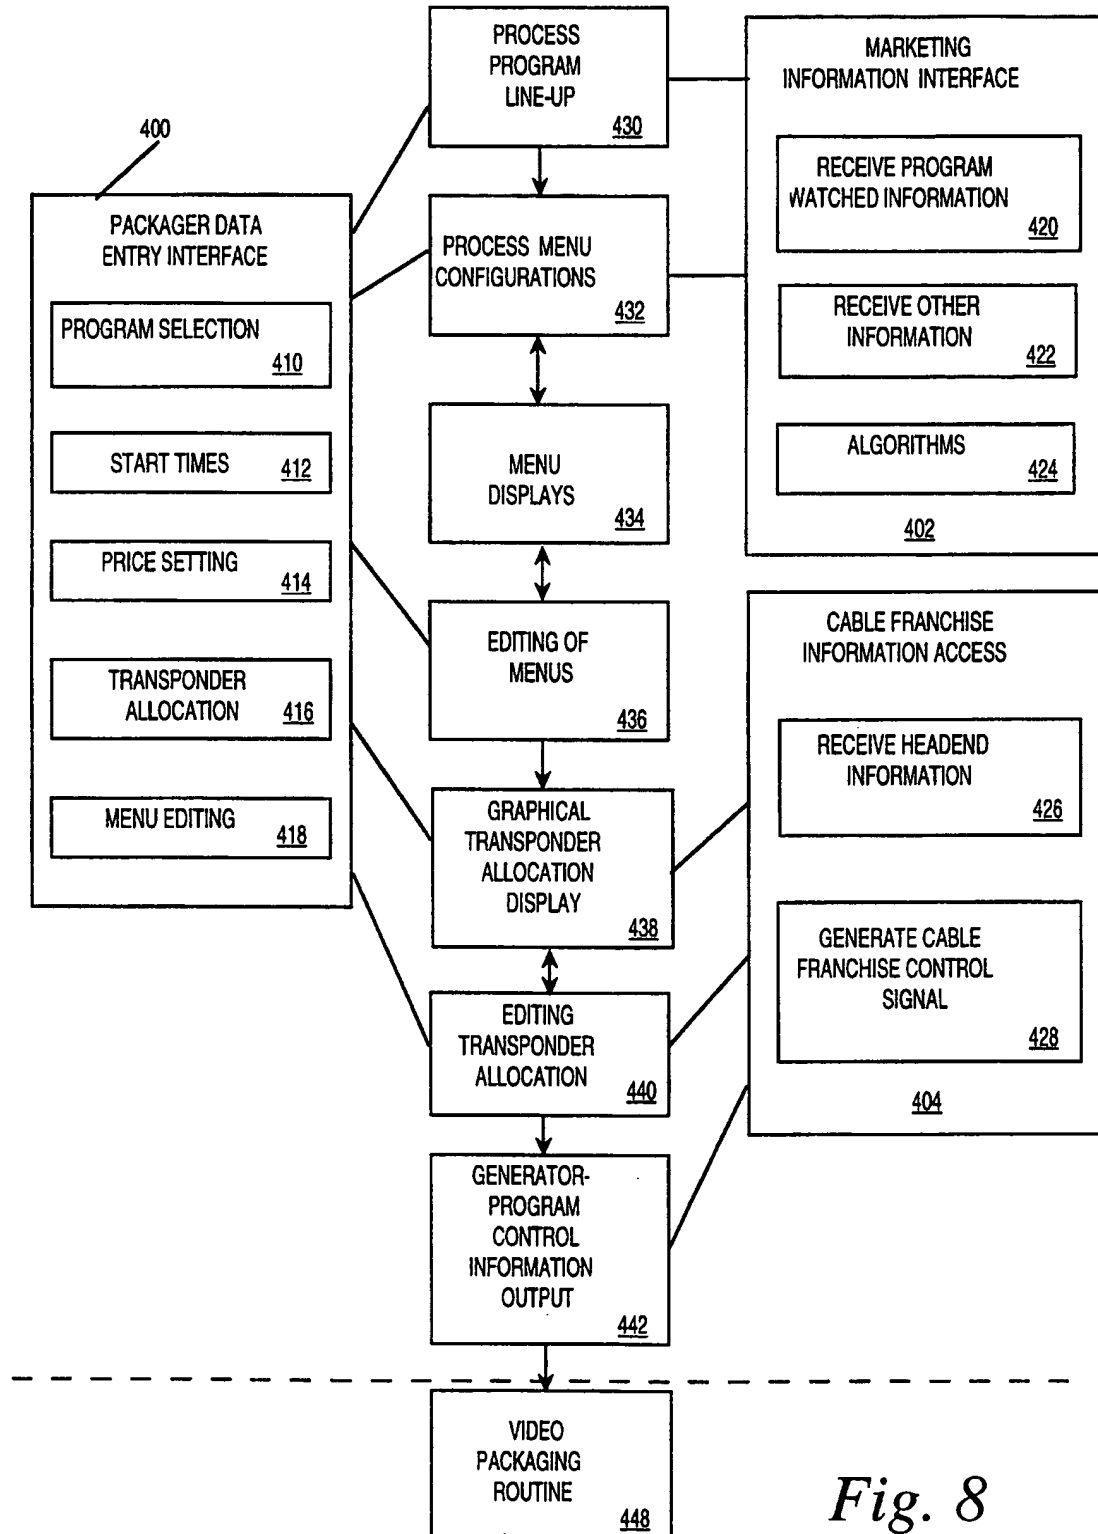 PROCESS
PROGRAM
LINE-UP
430
MARKETING
INFORMATION INTERFACE
RECEIVE PROGRAM
WATCHED INFORMATION
420
RECEIVE OTHER
INFORMATION
422
ALGORITHMS
424
402
400
PACKAGER DATA
ENTRY INTERFACE
PROGRAM SELECTION
410
START TIMES
412
PRICE SETTING
414
TRANSPONDER
ALLOCATION
416
MENU EDITING
418
PROCESS MENU
CONFIGURATIONS
432
MENU
DISPLAYS
434
EDITING OF
MENUS
436
GRAPHICAL
TRANSPONDER
ALLOCATION
DISPLAY
438
EDITING
TRANSPONDER
ALLOCATION
440
GENERATOR-
PROGRAM
CONTROL
INFORMATION
OUTPUT
442
CABLE FRANCHISE
INFORMATION ACCESS
RECEIVE HEADEND
INFORMATION
426
GENERATE CABLE
FRANCHISE CONTROL
SIGNAL
428
404
VIDEO
PACKAGING
ROUTINE
448
Fig. 8